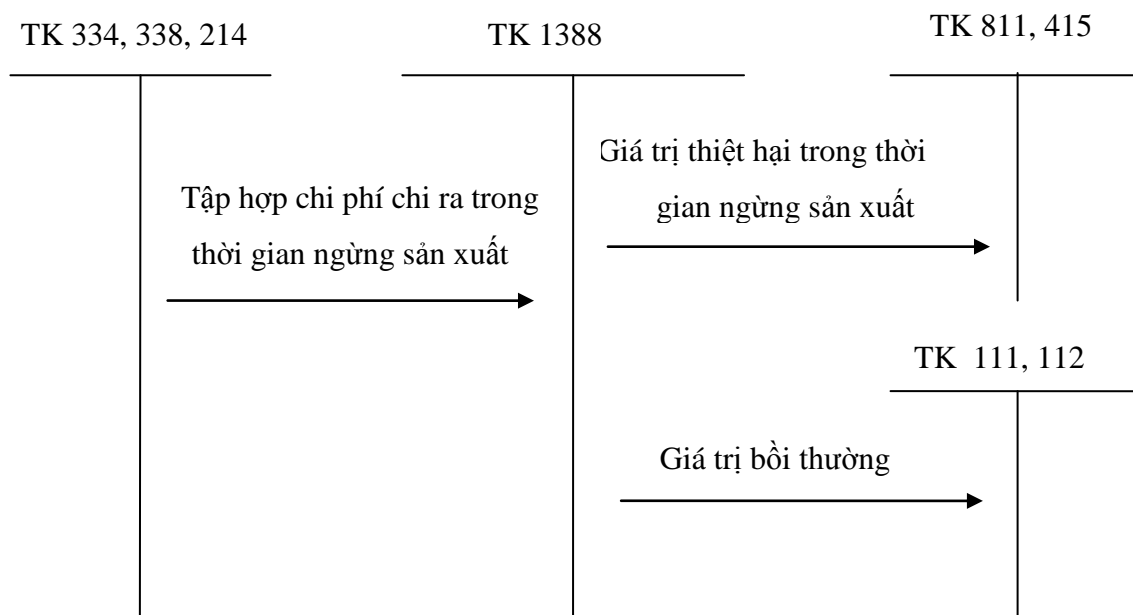 TK 334, 338, 214
TK 1388
TK 811, 415
Giá trị thiệt hại trong thời
gian ngừng sản xuất
Tập hợp chi phí chi ra trong
thời gian ngừng sản xuất
TK 111, 112
Giá trị bồi thường